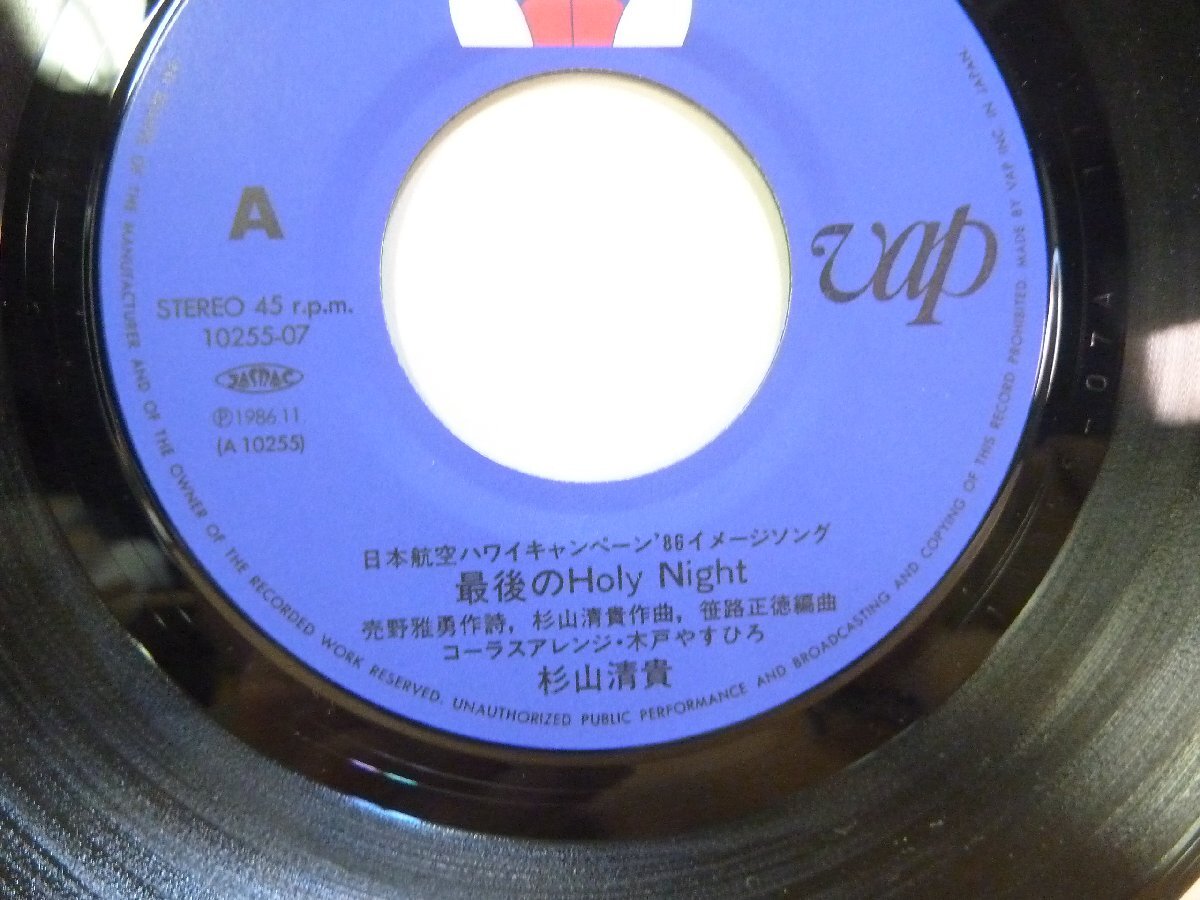 A
STEREO 45 r.p.m.
10255-07
JASRAC
Ⓟ1986.11
(A 10255)
vap
日本航空ハワイキャンペーン'86イメージソング
最後のHoly Night
売野雅勇作詩, 杉山清貴作曲, 笹路正徳編曲
コーラスアレンジ・木戸やすひろ
杉山清貴
OF THE MANUFACTURER AND OF THE OWNER OF THE RECORDED WORK RESERVED. UNAUTHORIZED PUBLIC PERFORMANCE AND BROADCASTING AND COPYING OF THIS RECORD PROHIBITED MADE BY VAP INC. IN JAPAN